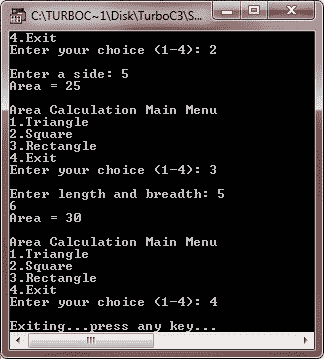 C:\TURBOC~1\Disk\TurboC3\S...
4.Exit
Enter your choice (1-4): 2
Enter a side: 5
Area = 25
Area Calculation Main Menu
1.Triangle
2.Square
3.Rectangle
4.Exit
Enter your choice (1-4): 3
Enter length and breadth: 5
6
Area = 30
Area Calculation Main Menu
1.Triangle
2.Square
3.Rectangle
4.Exit
Enter your choice (1-4): 4
Exiting...press any key...